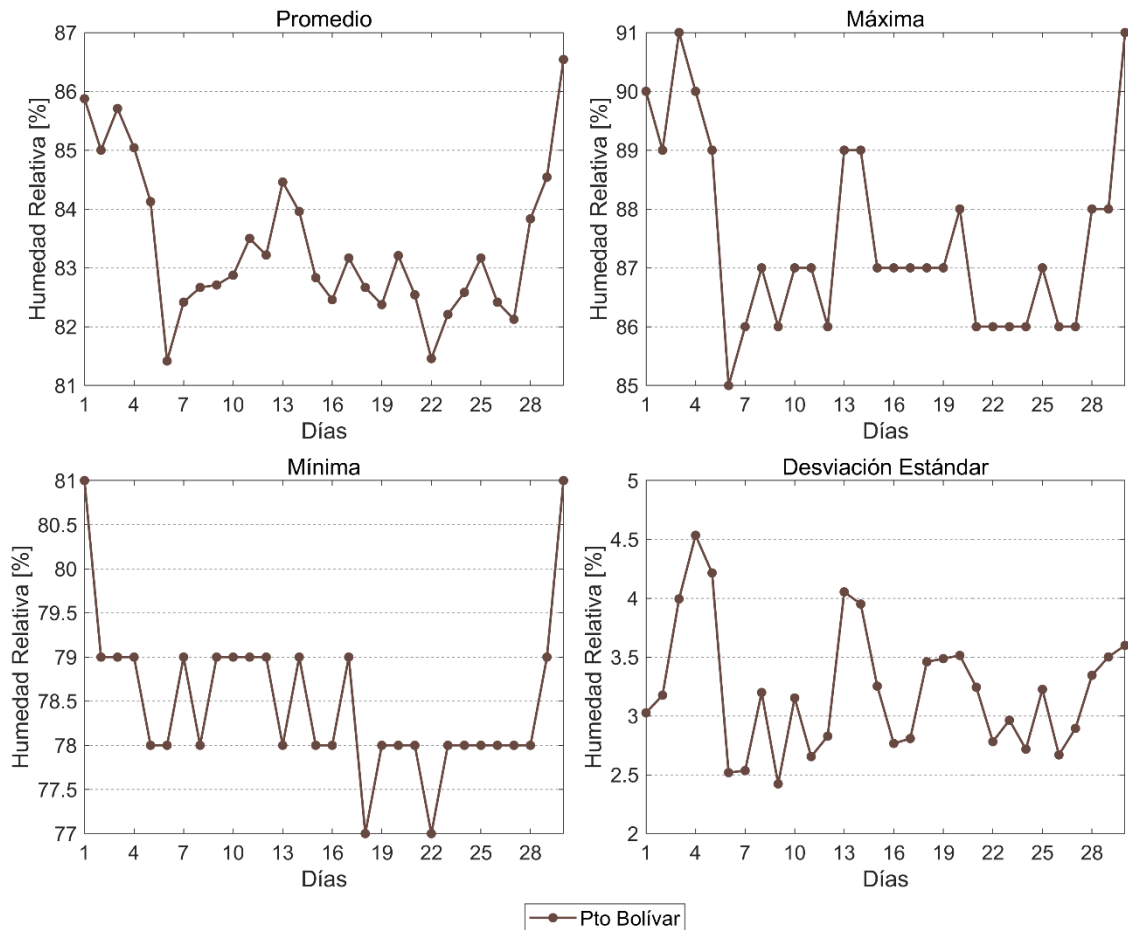 Promedio
Humedad Relativa [%]
87
86
85
84
83
82
81
1 4 7 10 13 16 19 22 25 28
Días
Máxima
Humedad Relativa [%]
91
90
89
88
87
86
85
1 4 7 10 13 16 19 22 25 28
Días
Mínima
Humedad Relativa [%]
81
80.5
80
79.5
79
78.5
78
77.5
77
1 4 7 10 13 16 19 22 25 28
Días
Desviación Estándar
Humedad Relativa [%]
5
4.5
4
3.5
3
2.5
2
1 4 7 10 13 16 19 22 25 28
Días
Pto Bolívar